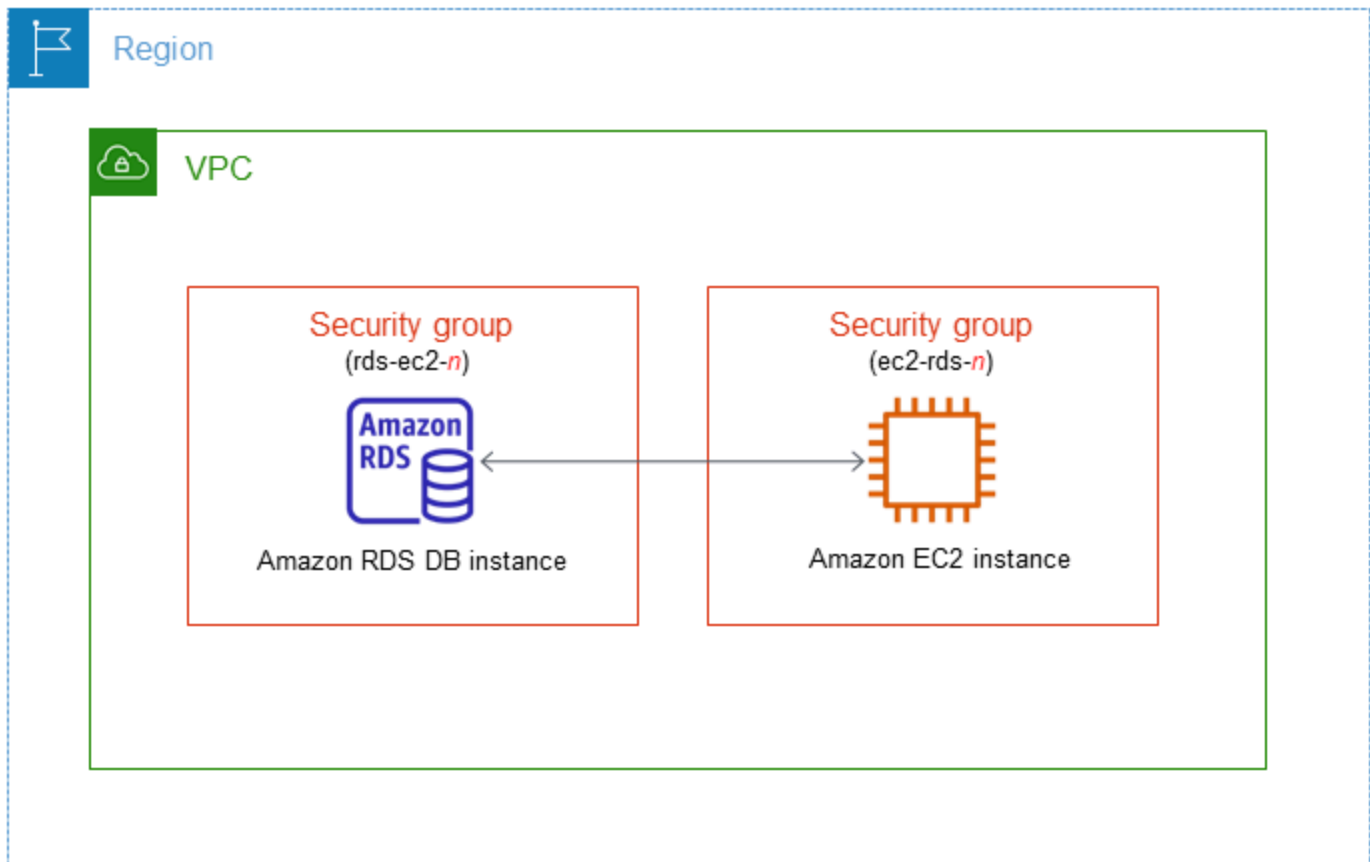 Region
VPC
Security group
(rds-ec2-n)
Amazon
RDS
Amazon RDS DB instance
Security group
(ec2-rds-n)
Amazon EC2 instance